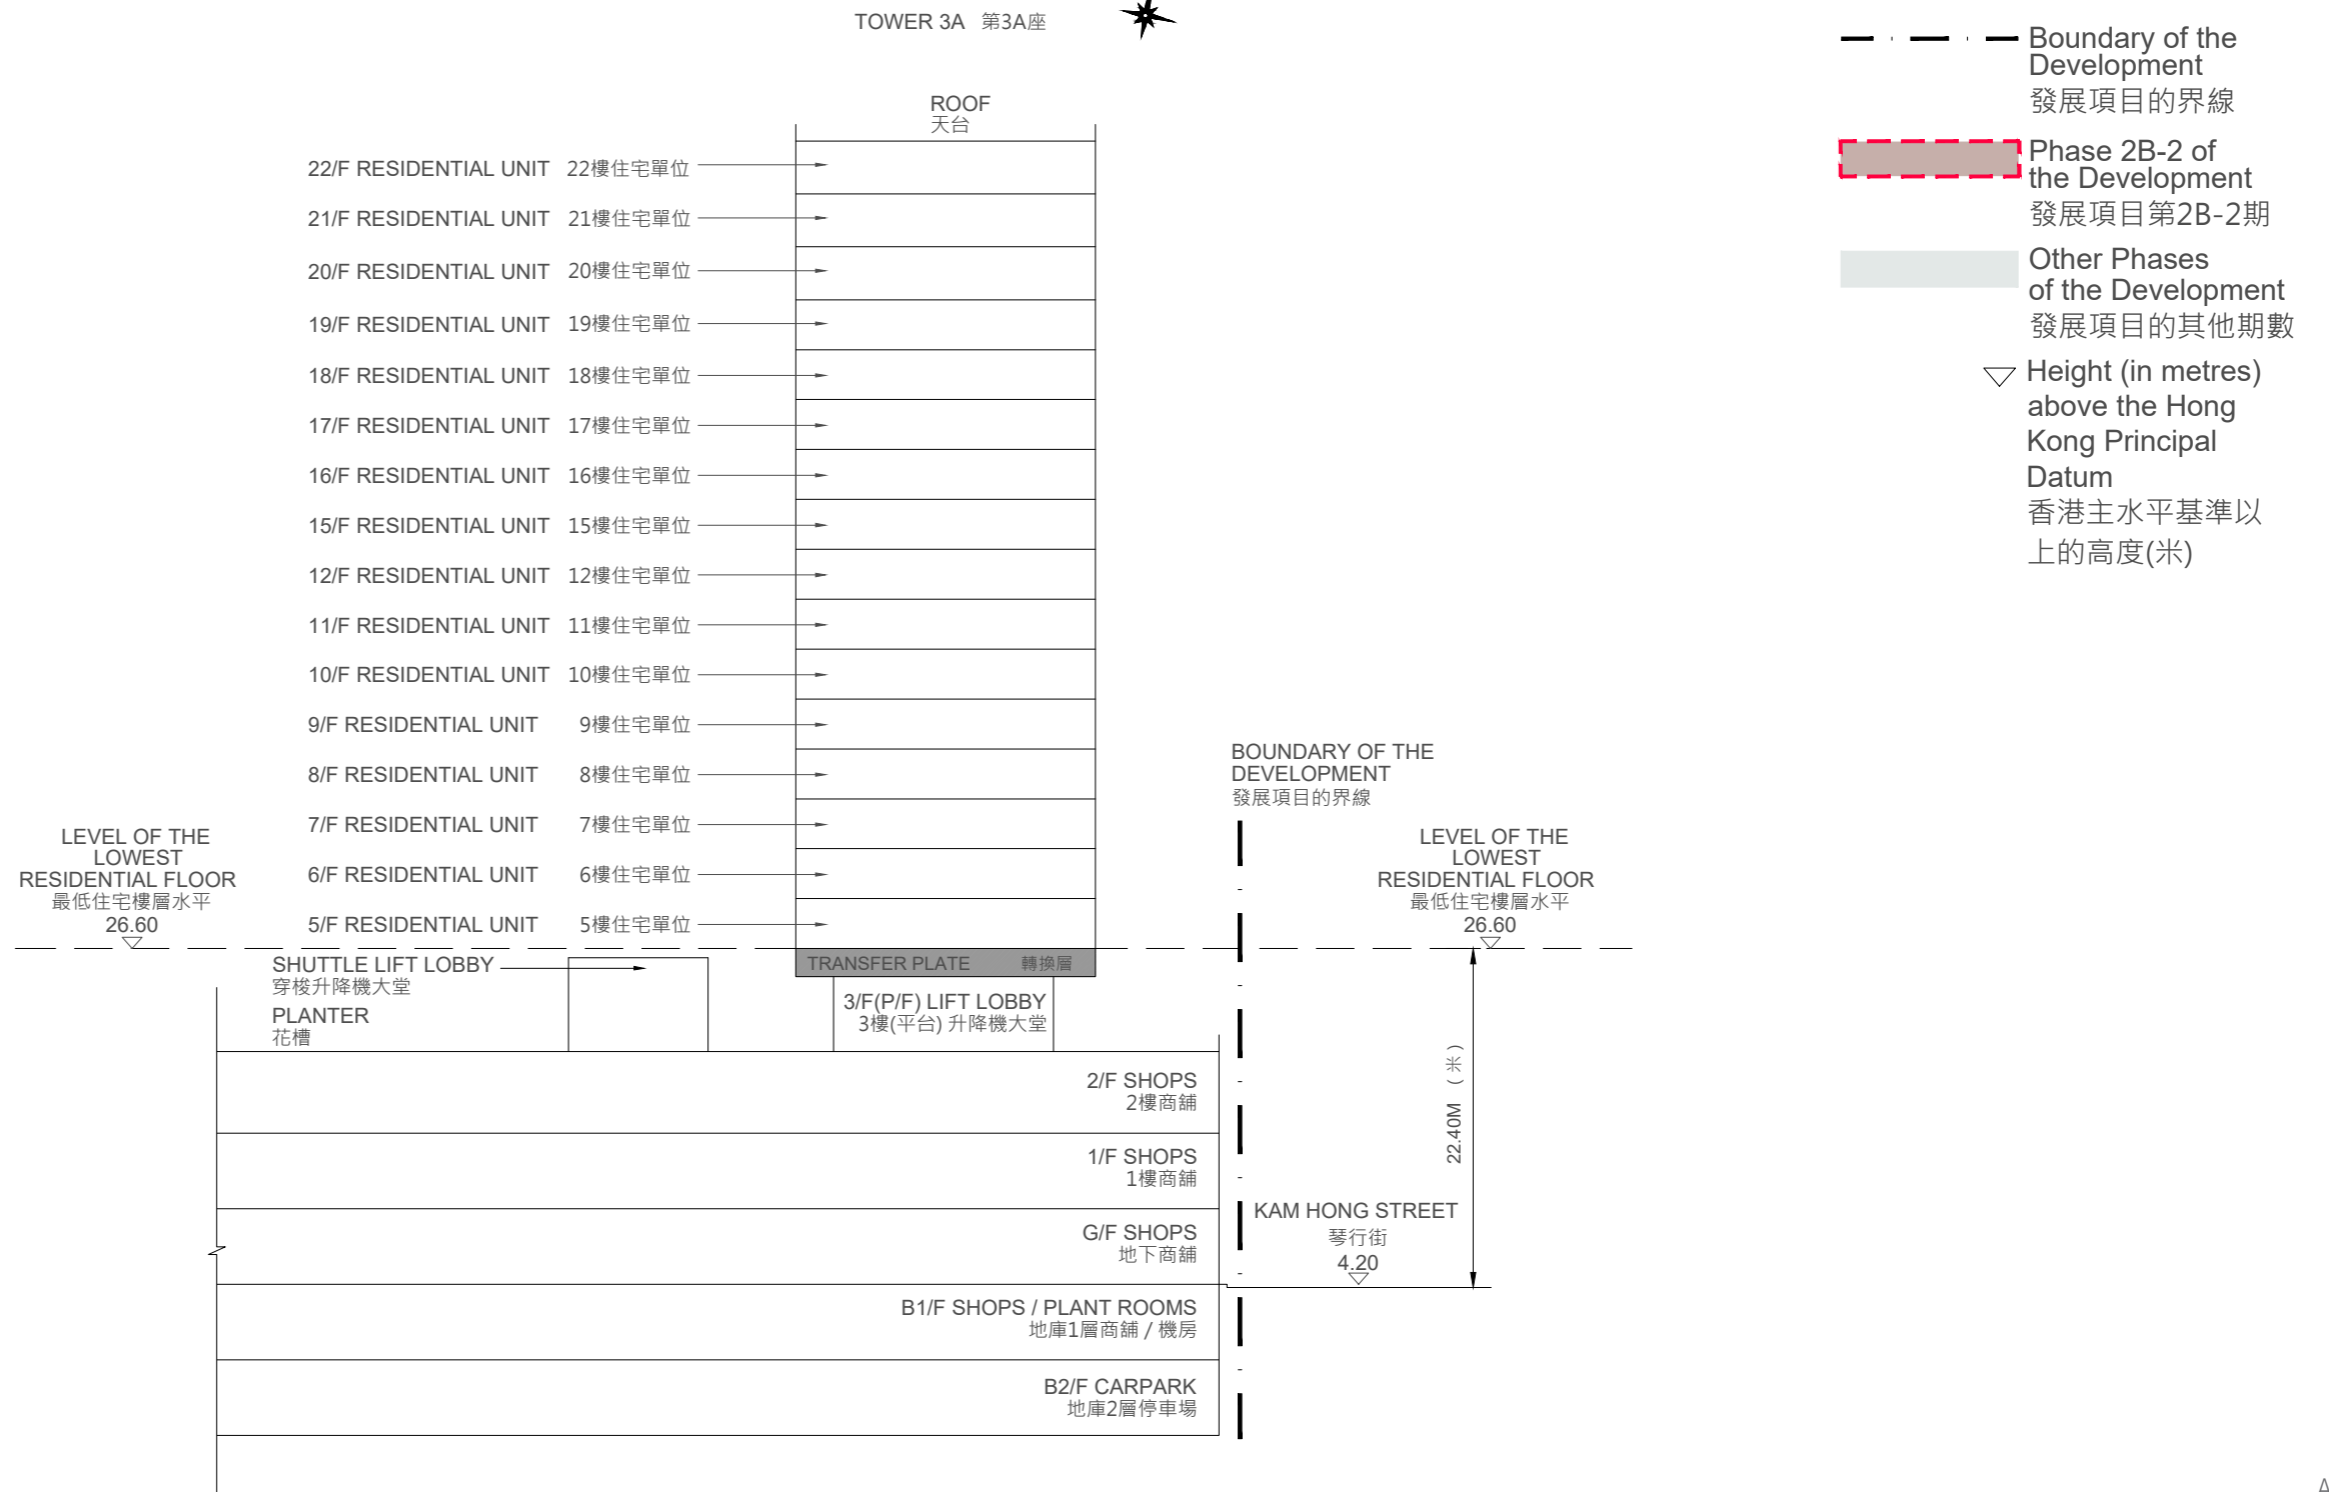 TOWER 3A 第3A座
ROOF
天台
22/F RESIDENTIAL UNIT 22樓住宅單位
21/F RESIDENTIAL UNIT 21樓住宅單位
20/F RESIDENTIAL UNIT 20樓住宅單位
19/F RESIDENTIAL UNIT 19樓住宅單位
18/F RESIDENTIAL UNIT 18樓住宅單位
17/F RESIDENTIAL UNIT 17樓住宅單位
16/F RESIDENTIAL UNIT 16樓住宅單位
15/F RESIDENTIAL UNIT 15樓住宅單位
12/F RESIDENTIAL UNIT 12樓住宅單位
11/F RESIDENTIAL UNIT 11樓住宅單位
10/F RESIDENTIAL UNIT 10樓住宅單位
9/F RESIDENTIAL UNIT 9樓住宅單位
8/F RESIDENTIAL UNIT 8樓住宅單位
7/F RESIDENTIAL UNIT 7樓住宅單位
6/F RESIDENTIAL UNIT 6樓住宅單位
5/F RESIDENTIAL UNIT 5樓住宅單位
LEVEL OF THE
LOWEST
RESIDENTIAL FLOOR
最低住宅樓層水平
26.60
TRANSFER PLATE 轉換層
SHUTTLE LIFT LOBBY
穿梭升降機大堂
PLANTER
花槽
3/F(P/F) LIFT LOBBY
3樓(平台) 升降機大堂
2/F SHOPS
2樓商舖
1/F SHOPS
1樓商舖
G/F SHOPS
地下商舖
B1/F SHOPS / PLANT ROOMS
地庫1層商舖 / 機房
B2/F CARPARK
地庫2層停車場
BOUNDARY OF THE
DEVELOPMENT
發展項目的界線
LEVEL OF THE
LOWEST
RESIDENTIAL FLOOR
最低住宅樓層水平
26.60
22.40M (米)
KAM HONG STREET
琴行街
4.20
Boundary of the
Development
發展項目的界線
Phase 2B-2 of
the Development
發展項目第2B-2期
Other Phases
of the Development
發展項目的其他期數
Height (in metres)
above the Hong
Kong Principal
Datum
香港主水平基準以
上的高度(米)